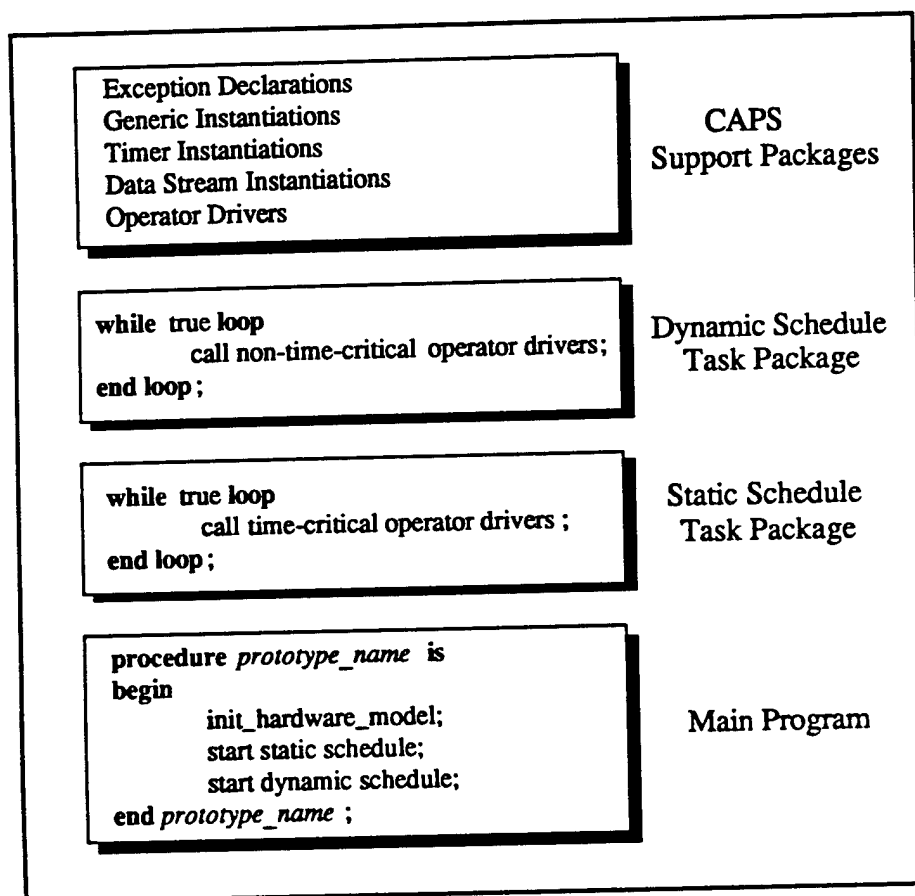 Exception Declarations
Generic Instantiations
Timer Instantiations
Data Stream Instantiations
Operator Drivers
CAPS
Support Packages
while true loop
call non-time-critical operator drivers;
end loop;
Dynamic Schedule
Task Package
while true loop
call time-critical operator drivers ;
end loop;
Static Schedule
Task Package
procedure prototype_name is
begin
init_hardware_model;
start static schedule;
start dynamic schedule;
end prototype_name ;
Main Program